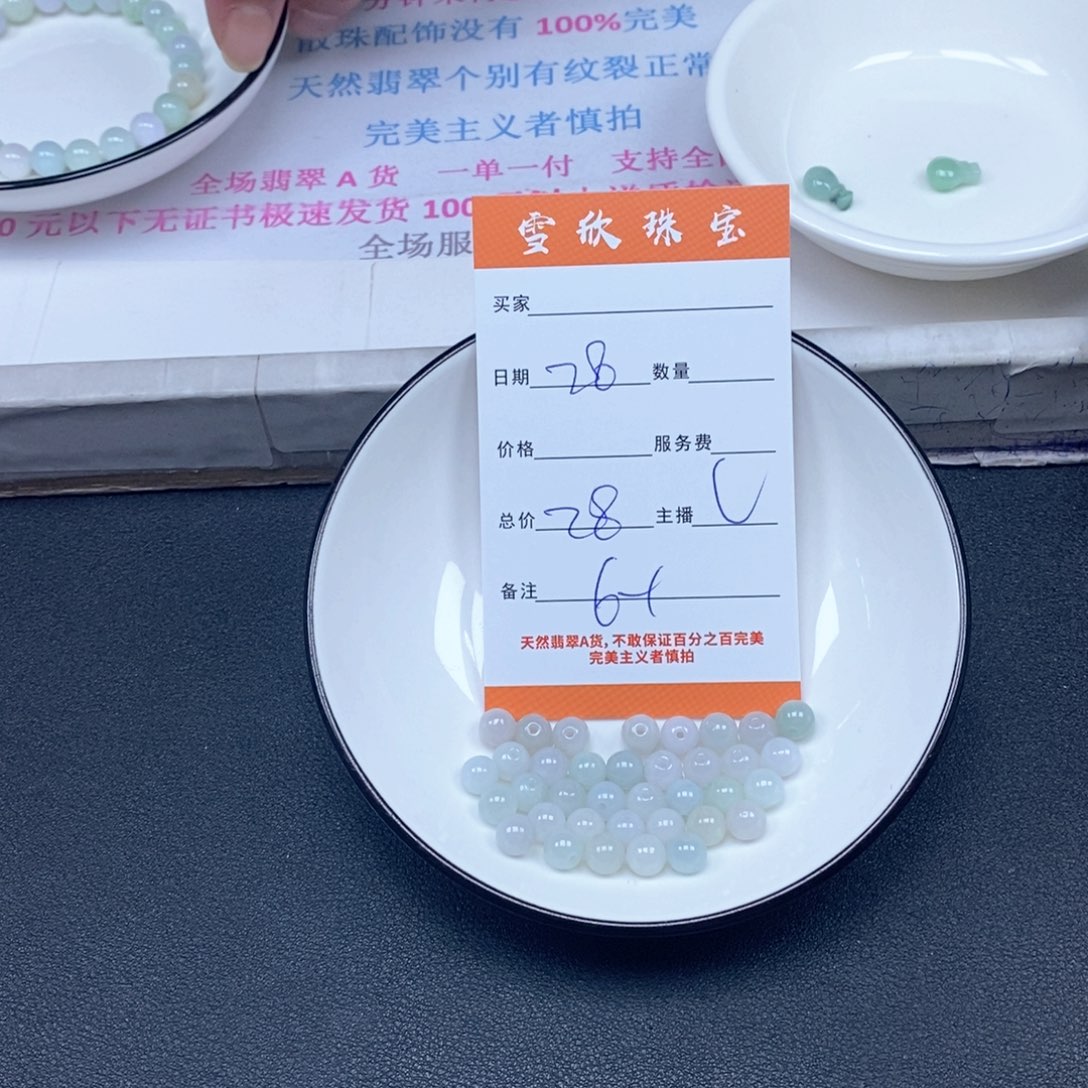 散珠配饰没有 100%完美
天然翡翠个别有纹裂正常
完美主义者慎拍
全场翡翠 A 货 一单一付 支持全
0 元以下无证书极速发货 100
全场服
雪欣珠宝
买家
日期 28 数量
价格 服务费
总价 28 主播
备注
天然翡翠A货,不敢保证百分之百完美
完美主义者慎拍